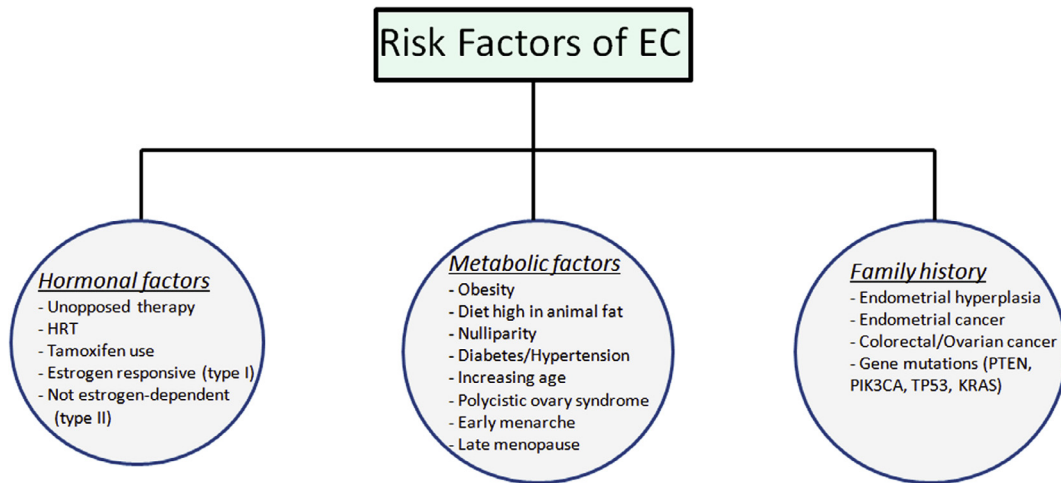 Risk Factors of EC
Hormonal factors
- Unopposed therapy
- HRT
- Tamoxifen use
- Estrogen responsive (type I)
- Not estrogen-dependent
(type II)
Metabolic factors
- Obesity
- Diet high in animal fat
- Nulliparity
- Diabetes/Hypertension
- Increasing age
- Polycistic ovary syndrome
- Early menarche
- Late menopause
Family history
- Endometrial hyperplasia
- Endometrial cancer
- Colorectal/Ovarian cancer
- Gene mutations (PTEN,
PIK3CA, TP53, KRAS)